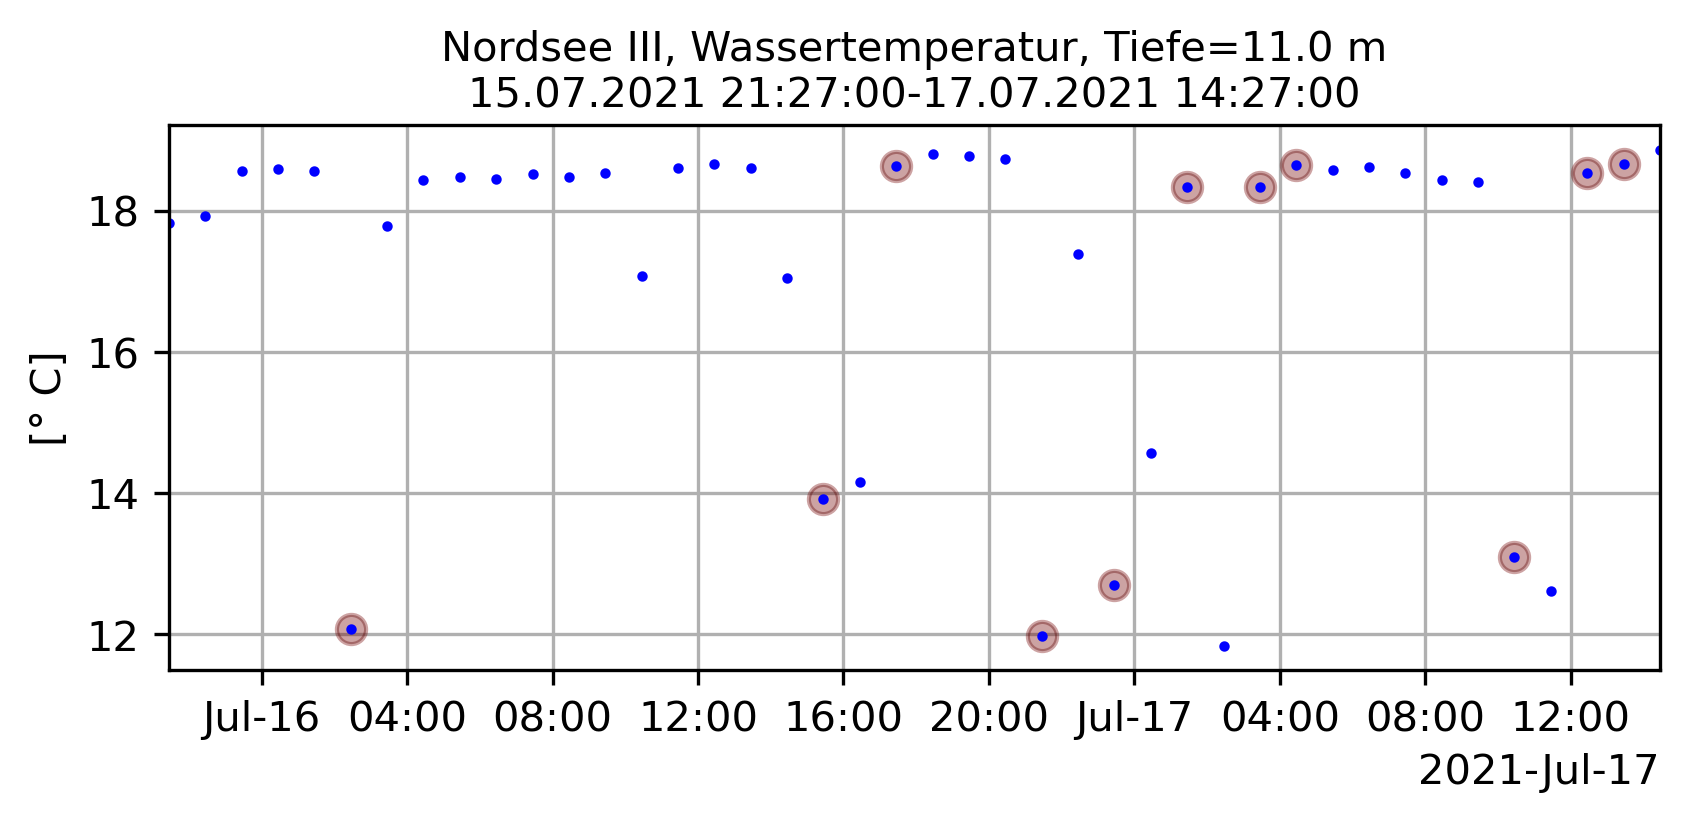 Nordsee III, Wassertemperatur, Tiefe=11.0 m
15.07.2021 21:27:00-17.07.2021 14:27:00
[° C]
18
16
14
12
Jul-16 04:00 08:00 12:00 16:00 20:00 Jul-17 04:00 08:00 12:00
2021-Jul-17